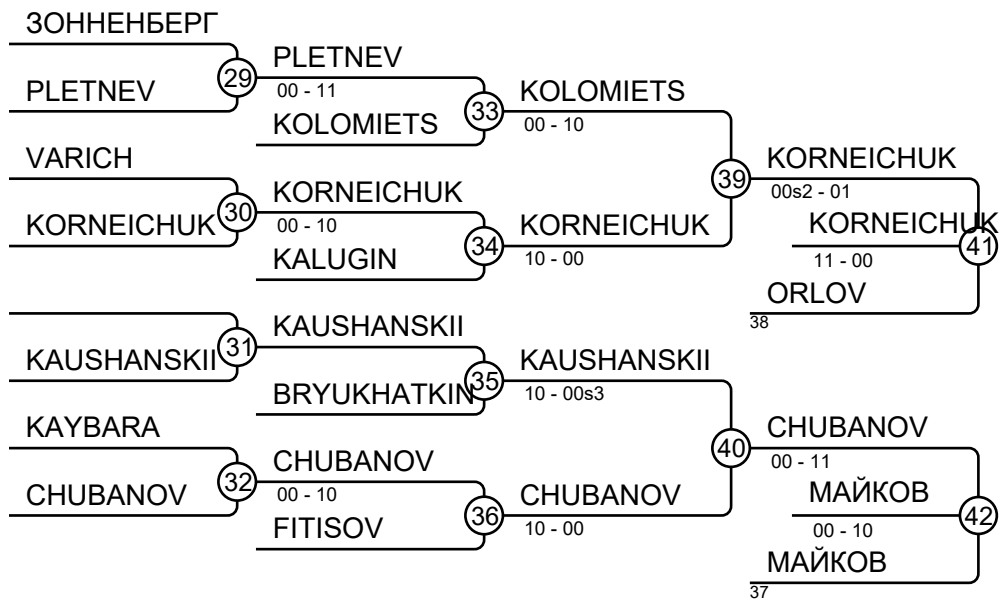 ЗОННЕНБЕРГ
PLETNEV
29
PLETNEV
00 - 11
KOLOMIETS
33
KOLOMIETS
00 - 10
VARICH
KORNEICHUK
30
KORNEICHUK
00 - 10
KALUGIN
34
KORNEICHUK
10 - 00
39
KORNEICHUK
00s2 - 01
KORNEICHUK
11 - 00
41
ORLOV
38
KAUSHANSKII
31
KAUSHANSKII
BRYUKHATKIN
35
KAUSHANSKII
10 - 00s3
KAYBARA
CHUBANOV
32
CHUBANOV
00 - 10
FITISOV
36
CHUBANOV
10 - 00
40
CHUBANOV
00 - 11
МАЙКОВ
00 - 10
42
МАЙКОВ
37